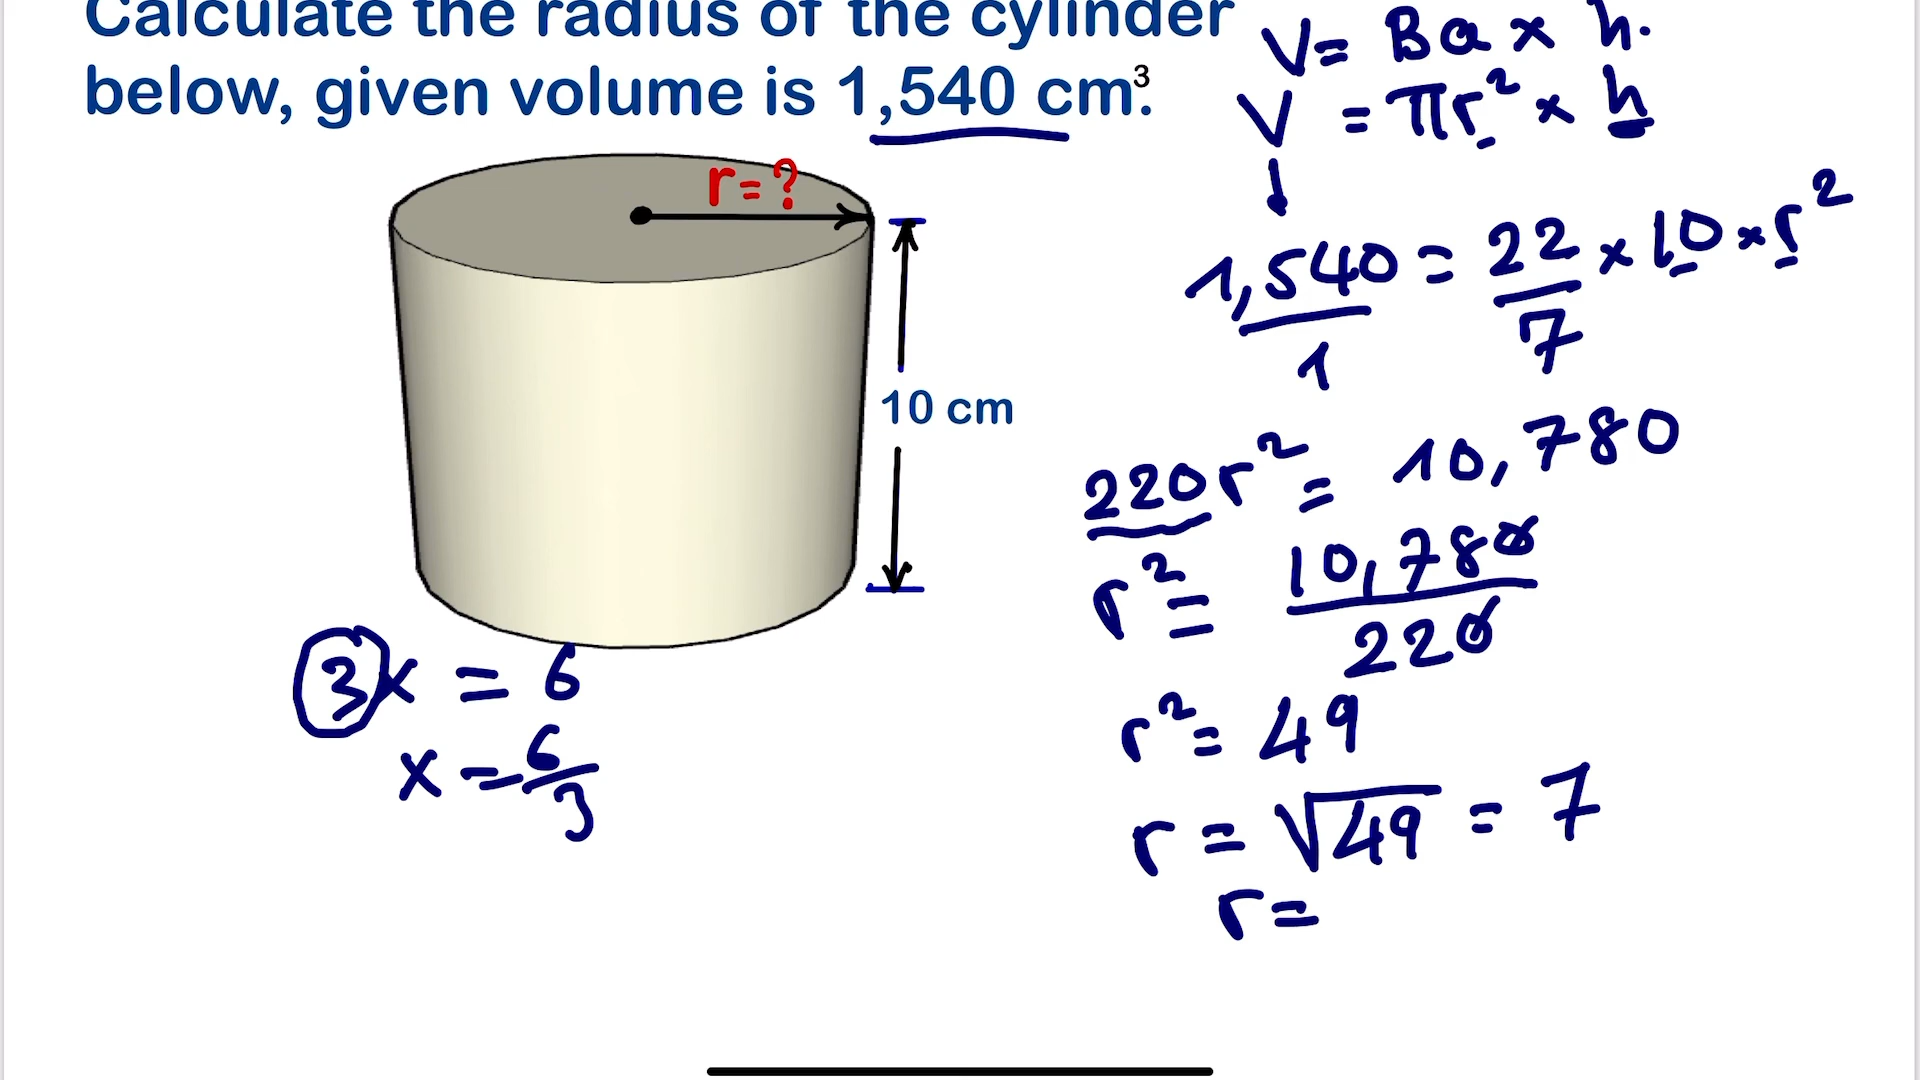 Calculate the radius of the cylinder
below, given volume is 1,540 cm³.
r=?
10 cm
3x = 6
x = 6/3
V = Ba × h.
V = πr² × h
1,540/1 = 22/7 × 10 × r²
220r² = 10,780
r² = 10,780/220
r² = 49
r = √49 = 7
r =